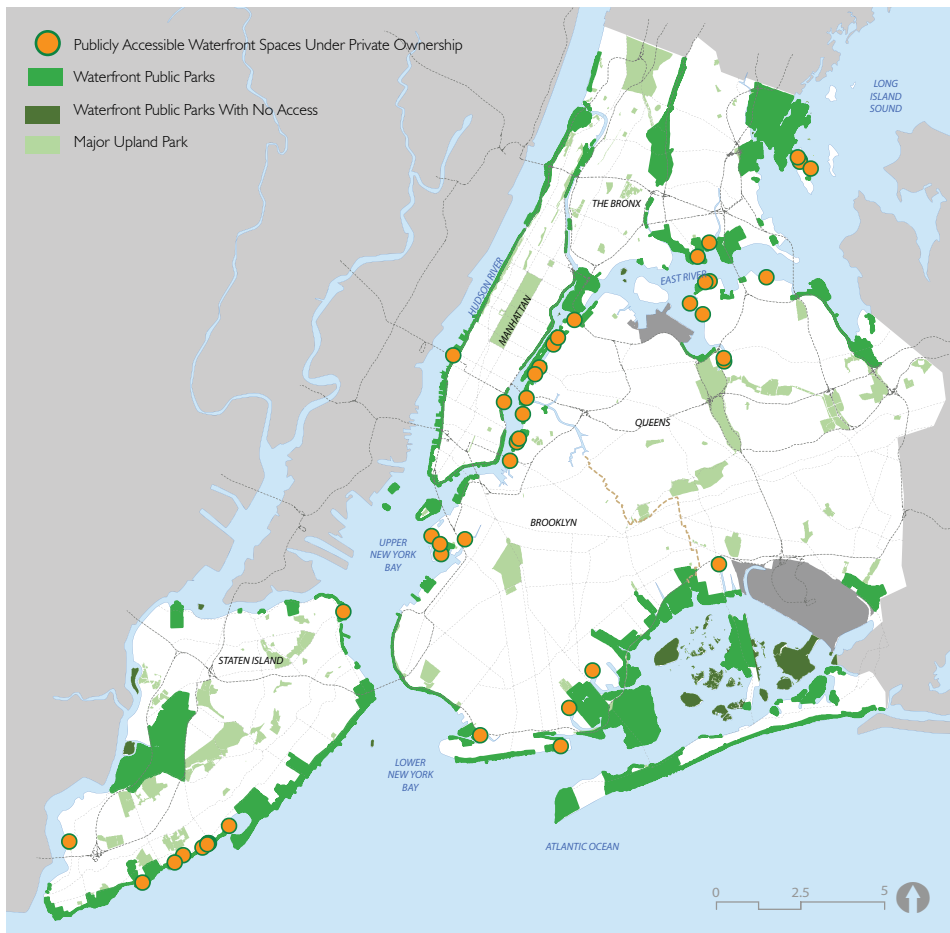 Publicly Accessible Waterfront Spaces Under Private Ownership
Waterfront Public Parks
Waterfront Public Parks With No Access
Major Upland Park
LONG
ISLAND
SOUND
THE BRONX
HUDSON RIVER
EAST RIVER
MANHATTAN
QUEENS
BROOKLYN
UPPER
NEW YORK
BAY
STATEN ISLAND
LOWER
NEW YORK
BAY
ATLANTIC OCEAN
0 2.5 5